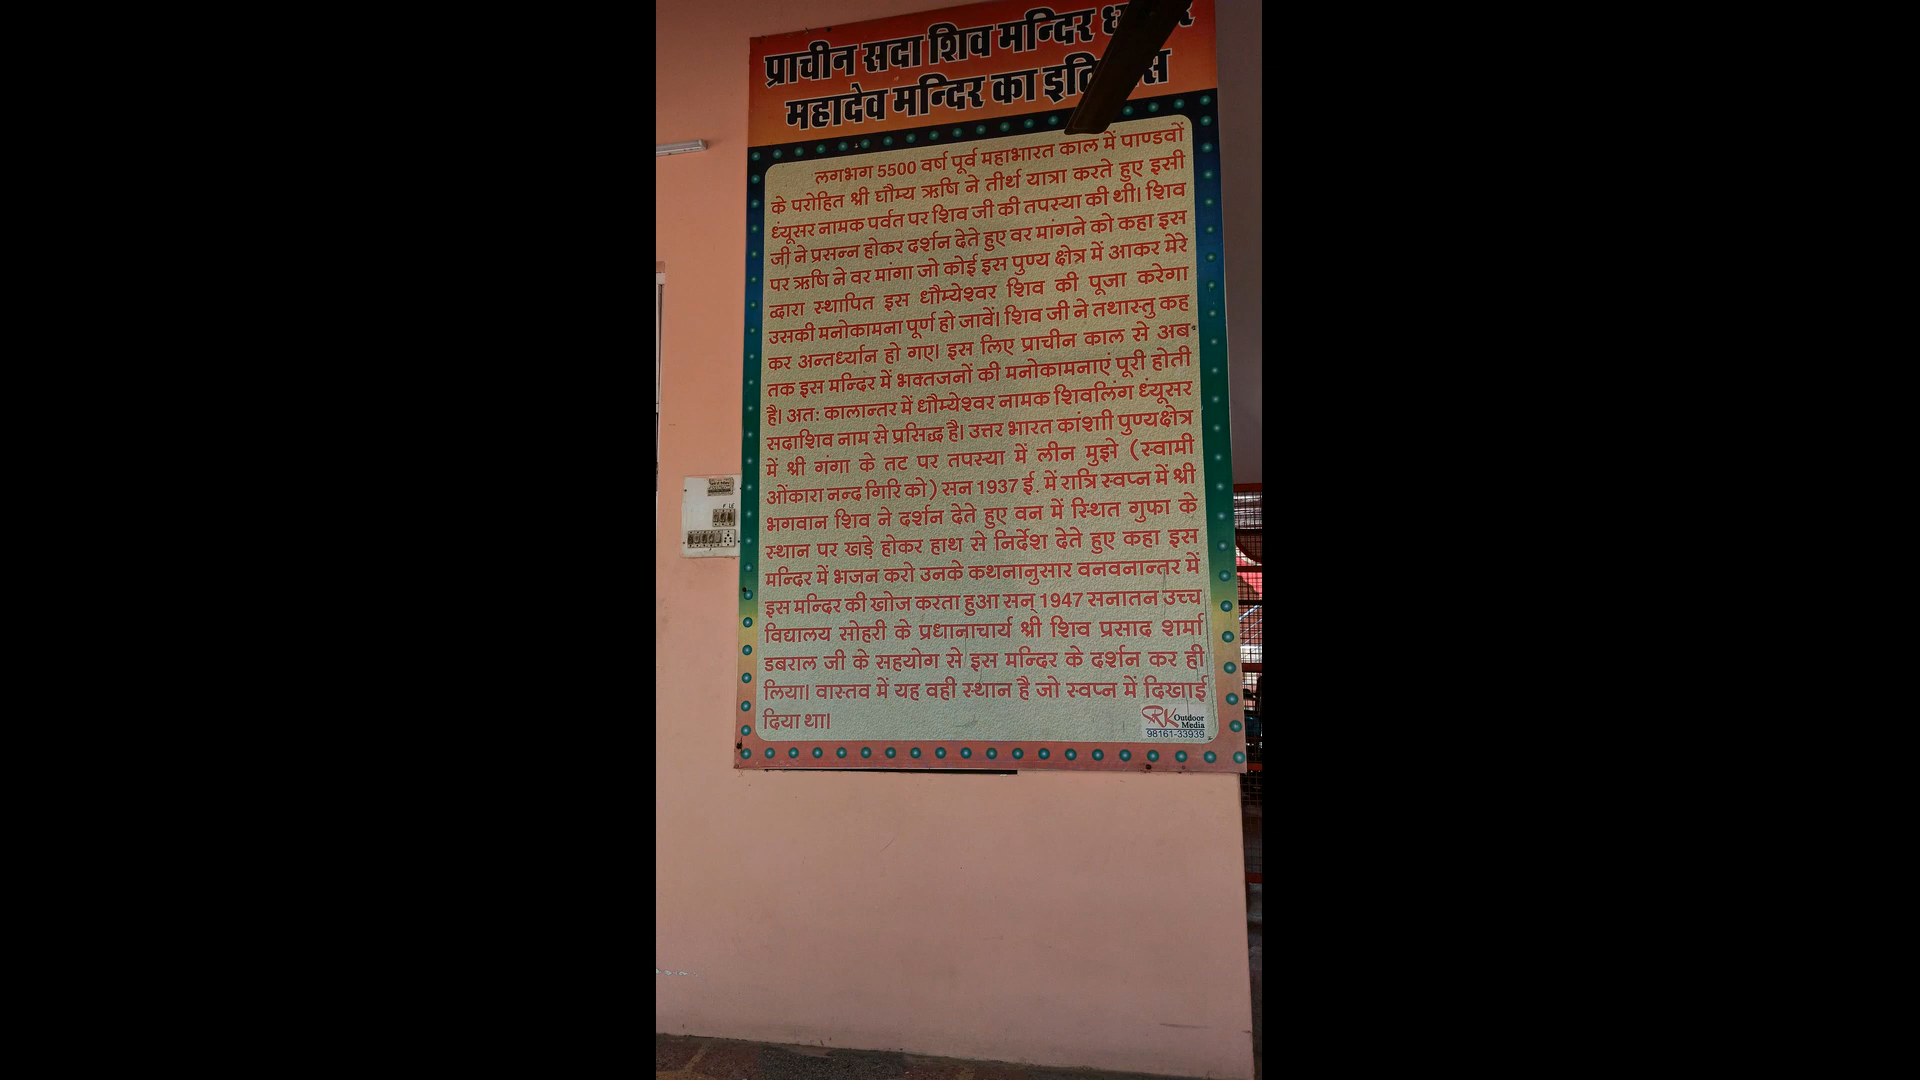 प्राचीन सदा शिव मन्दिर
महादेव मन्दिर का
लगभग 5500 वर्ष पूर्व महाभारत काल में पाण्डवों
के परोहित श्री घौम्य ऋषि ने तीर्थ यात्रा करते हुए इसी
ध्यूंसर नामक पर्वत पर शिव जी की तपस्या की थी। शिव
जी ने प्रसन्न होकर दर्शन देते हुए वर मांगने को कहा इस
पर ऋषि ने वर मांगा जो कोई इस पुण्य क्षेत्र में आकर मेरे
द्वारा स्थापित इस धौम्येश्वर शिव की पूजा करेगा
उसकी मनोकामना पूर्ण हो जावें। शिव जी ने तथास्तु कह
कर अन्तर्ध्यान हो गए। इस लिए प्राचीन काल से अब
तक इस मन्दिर में भक्तजनों की मनोकामनाएं पूरी होती
है। अत: कालान्तर में धौम्येश्वर नामक शिवलिंग ध्यूंसर
सदाशिव नाम से प्रसिद्ध है। उत्तर भारत कांशी पुण्यक्षेत्र
में श्री गंगा के तट पर तपस्या में लीन मुझे (स्वामी
ओंकारा नन्द गिरि को) सन 1937 ई. में रात्रि स्वप्न में श्री
भगवान शिव ने दर्शन देते हुए वन में स्थित गुफा के
स्थान पर खड़े होकर हाथ से निर्देश देते हुए कहा इस
मन्दिर में भजन करो उनके कथनानुसार वनवनान्तर में
इस मन्दिर की खोज करता हुआ सन् 1947 सनातन उच्च
विद्यालय सोहरी के प्रधानाचार्य श्री शिव प्रसाद शर्मा
डबराल जी के सहयोग से इस मन्दिर के दर्शन कर ही
लिया। वास्तव में यह वही स्थान है जो स्वप्न में दिखाई
दिया था।
SRK Outdoor
Media
98161-33939